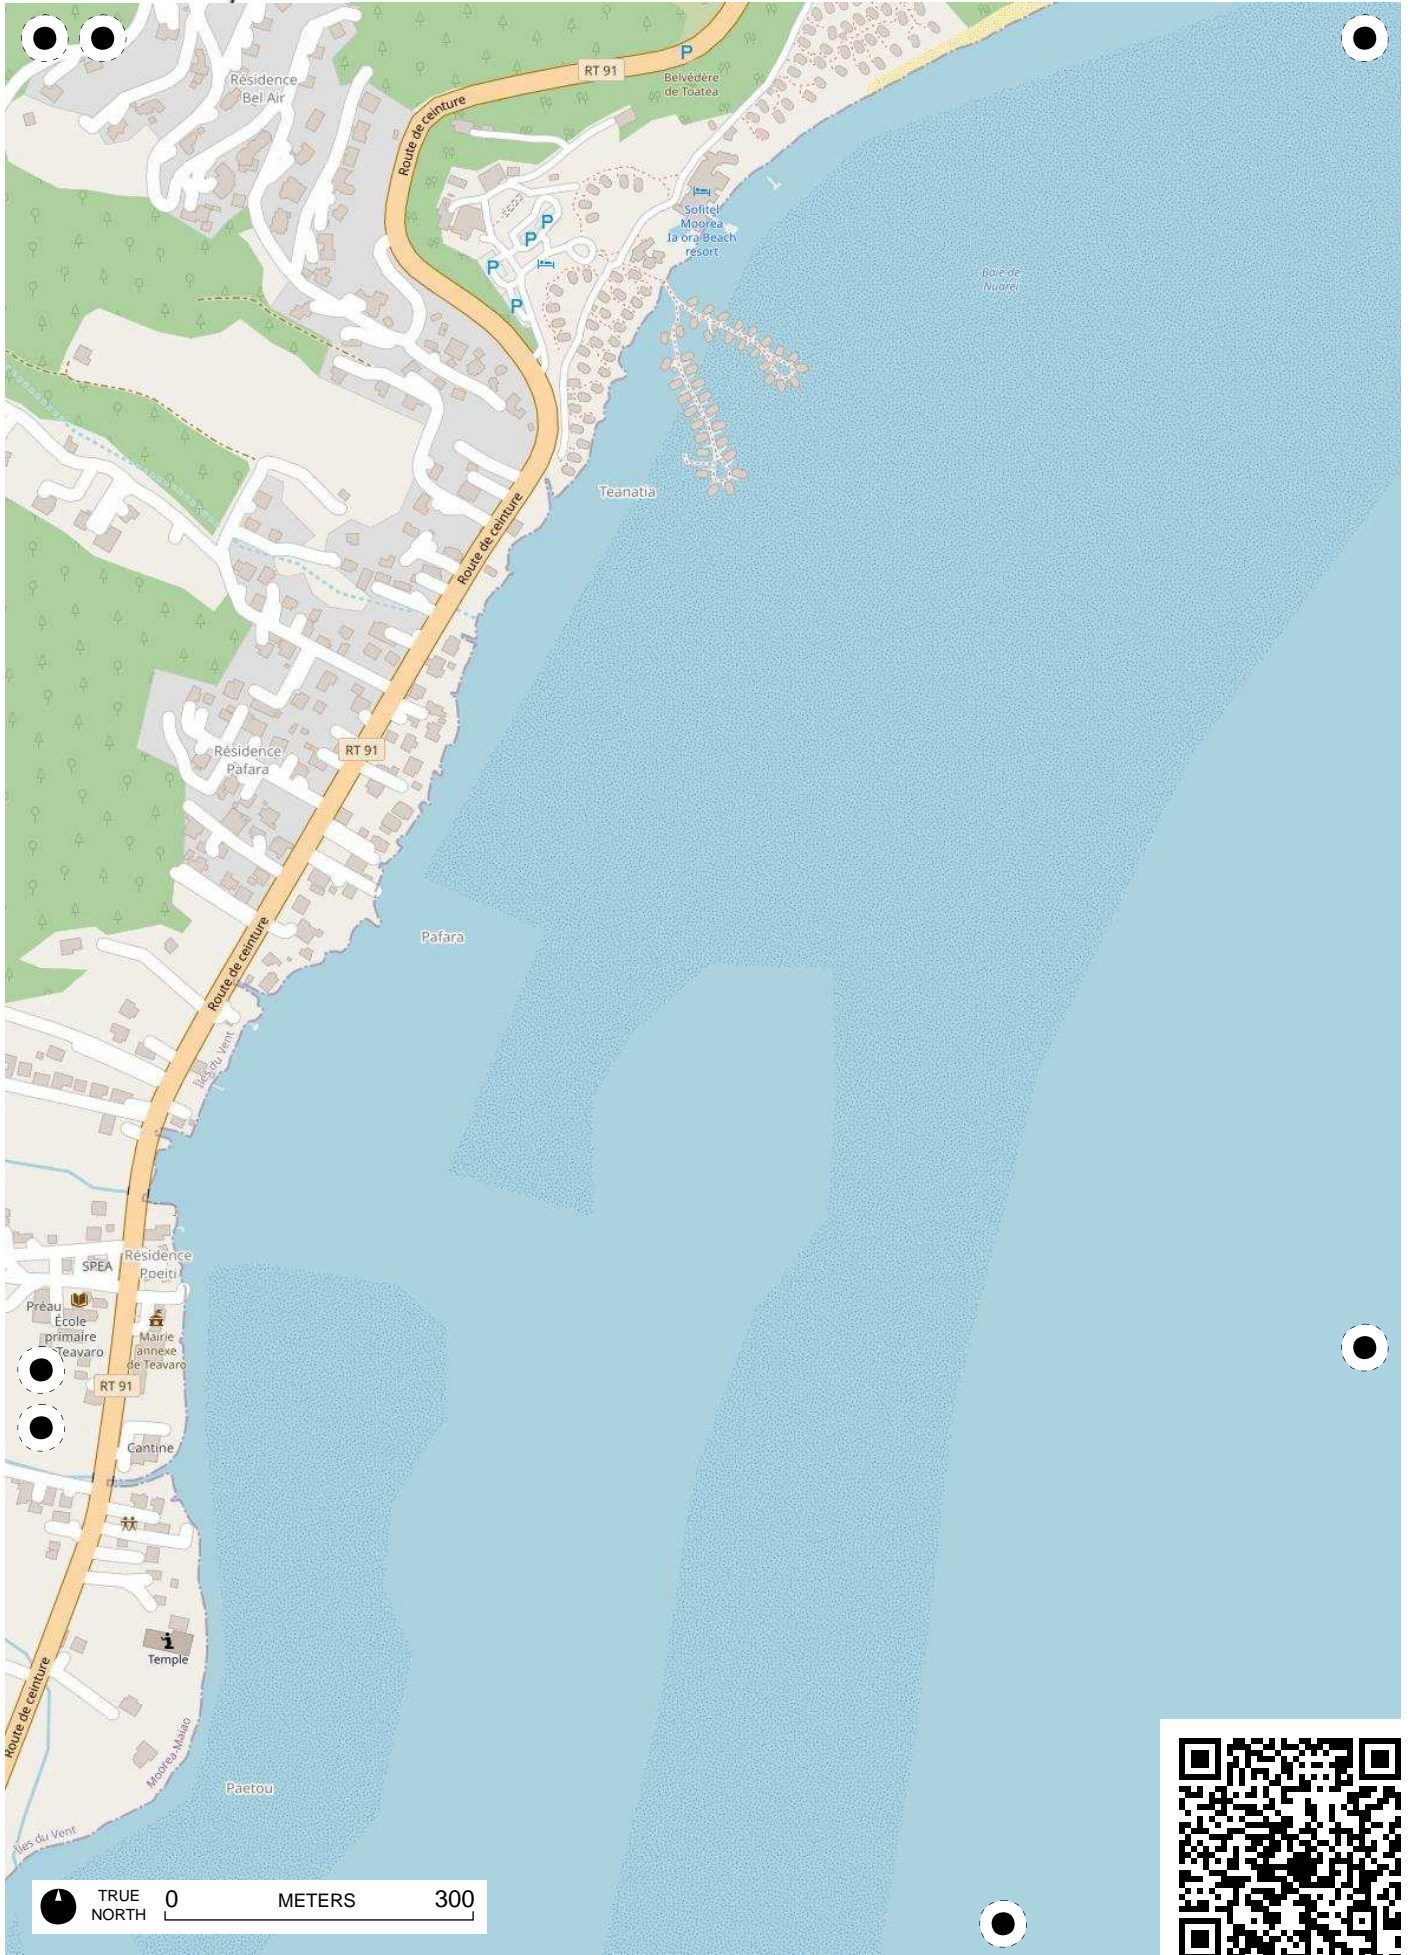 Résidence
Bel Air
RT 91
P
Belvédère
de Toatea
Route de ceinture
Sofitel
Moorea
Ia ora Beach
resort
P
P
P
P
Baie de
Nuarei
Teanatia
Route de ceinture
Résidence
Pafara
RT 91
Pafara
Route de ceinture
Îles du Vent
SPEA
Résidence
Poeiti
Préau
École
primaire
Teavaro
Mairie
annexe
de Teavaro
RT 91
Cantine
Temple
Route de ceinture
Moorea-Maiao
Paetou
Îles du Vent
TRUE
NORTH
0 METERS 300